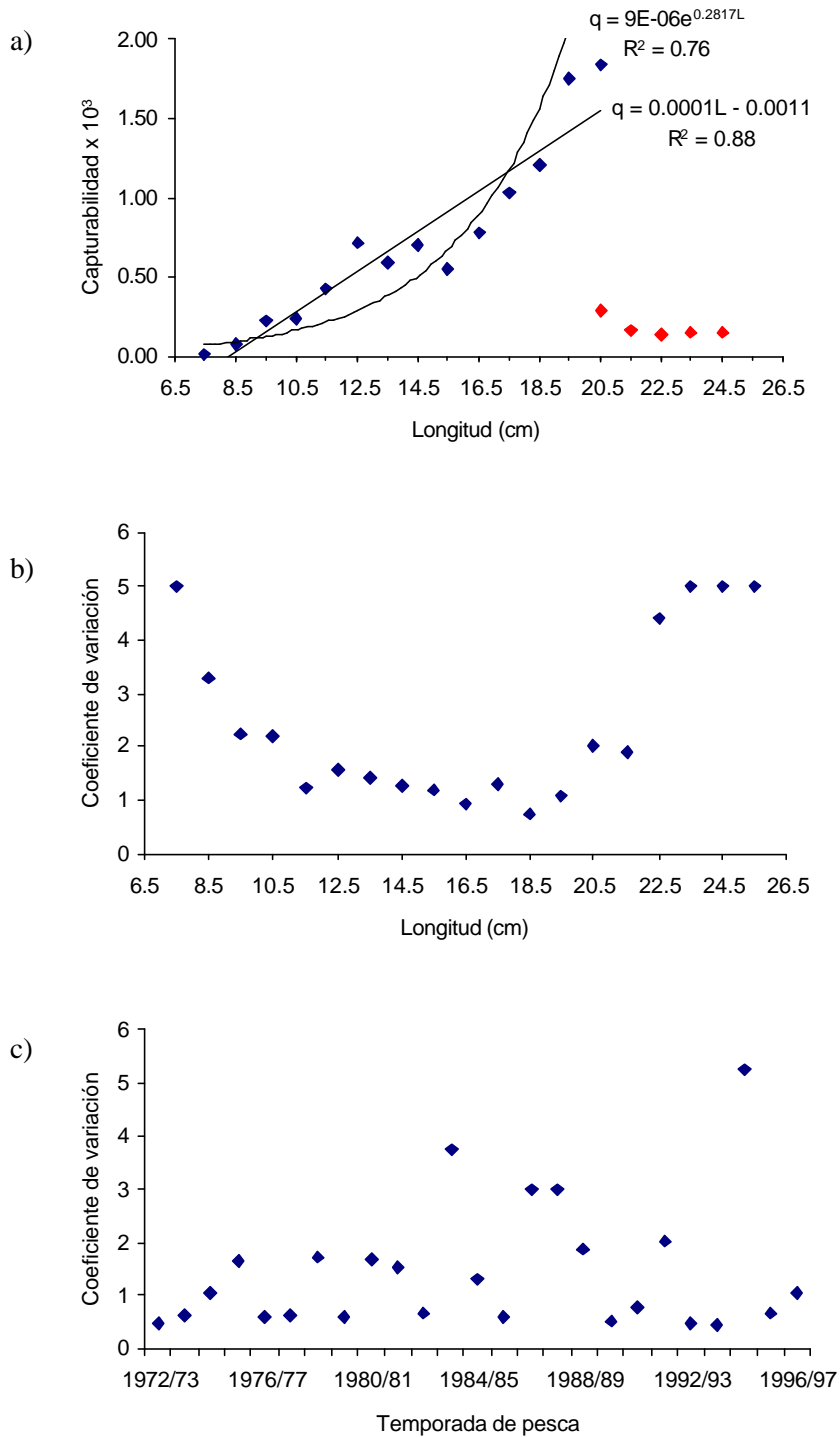 a)
q = 9E-06e^0.2817L
R² = 0.76
q = 0.0001L - 0.0011
R² = 0.88
Capturabilidad x 10³
2.00
1.50
1.00
0.50
0.00
6.5 8.5 10.5 12.5 14.5 16.5 18.5 20.5 22.5 24.5 26.5
Longitud (cm)
b)
Coeficiente de variación
6
5
4
3
2
1
0
6.5 8.5 10.5 12.5 14.5 16.5 18.5 20.5 22.5 24.5 26.5
Longitud (cm)
c)
Coeficiente de variación
6
5
4
3
2
1
0
1972/73 1976/77 1980/81 1984/85 1988/89 1992/93 1996/97
Temporada de pesca